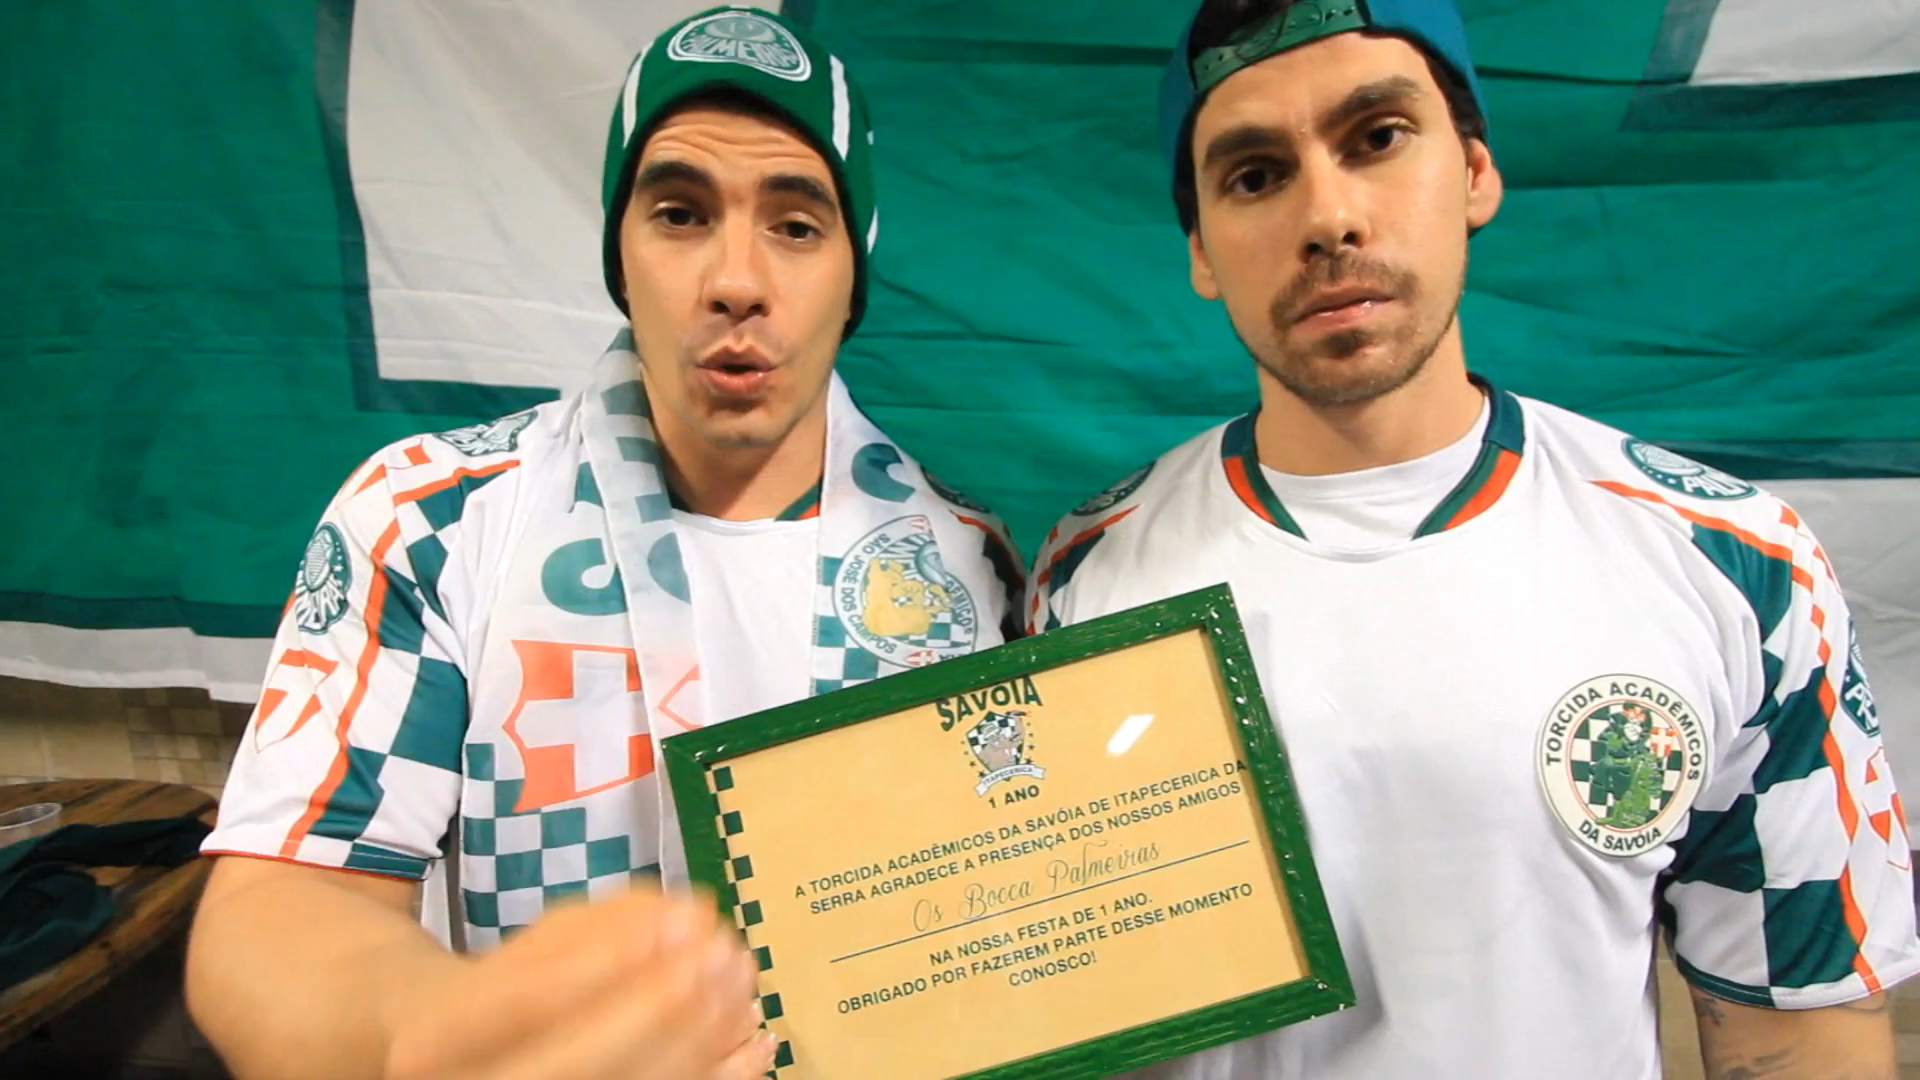 PALMEIRAS
SÃO JOSÉ DOS CAMPOS
PALM
TORCIDA ACADÊMICOS
DA SAVÓIA
SAVÓIA
ITAPECERICA
1 ANO
A TORCIDA ACADÊMICOS DA SAVÓIA DE ITAPECERICA DA
SERRA AGRADECE A PRESENÇA DOS NOSSOS AMIGOS
Os Bocca Palmeiras
NA NOSSA FESTA DE 1 ANO.
OBRIGADO POR FAZEREM PARTE DESSE MOMENTO
CONOSCO!